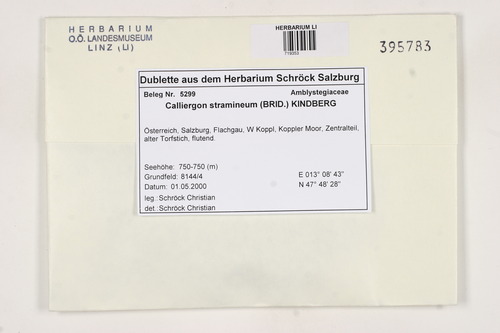 HERBARIUM
O.Ö. LANDESMUSEUM
LINZ (LI)
HERBARIUM LI
395783
Dublette aus dem Herbarium Schröck Salzburg
Beleg Nr. 5299 Amblystegiaceae
Calliergon stramineum (BRID.) KINDBERG
Österreich, Salzburg, Flachgau, W Koppl, Koppler Moor, Zentralteil,
alter Torfstich, flutend.
Seehöhe: 750-750 (m)
Grundfeld: 8144/4 E 013° 08' 43"
Datum: 01.05.2000 N 47° 48' 28"
leg.:Schröck Christian
det.:Schröck Christian